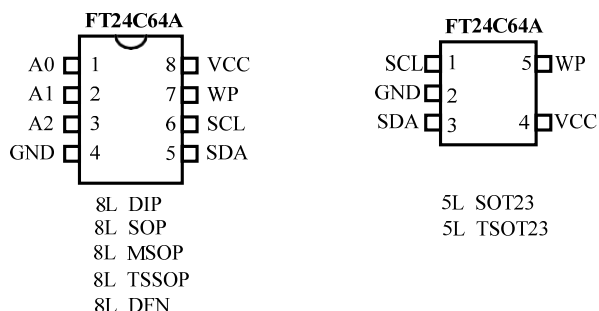 FT24C64A
A0 1 8 VCC
A1 2 7 WP
A2 3 6 SCL
GND 4 5 SDA
8L DIP
8L SOP
8L MSOP
8L TSSOP
8L DFN
FT24C64A
SCL 1 5 WP
GND 2
SDA 3 4 VCC
5L SOT23
5L TSOT23